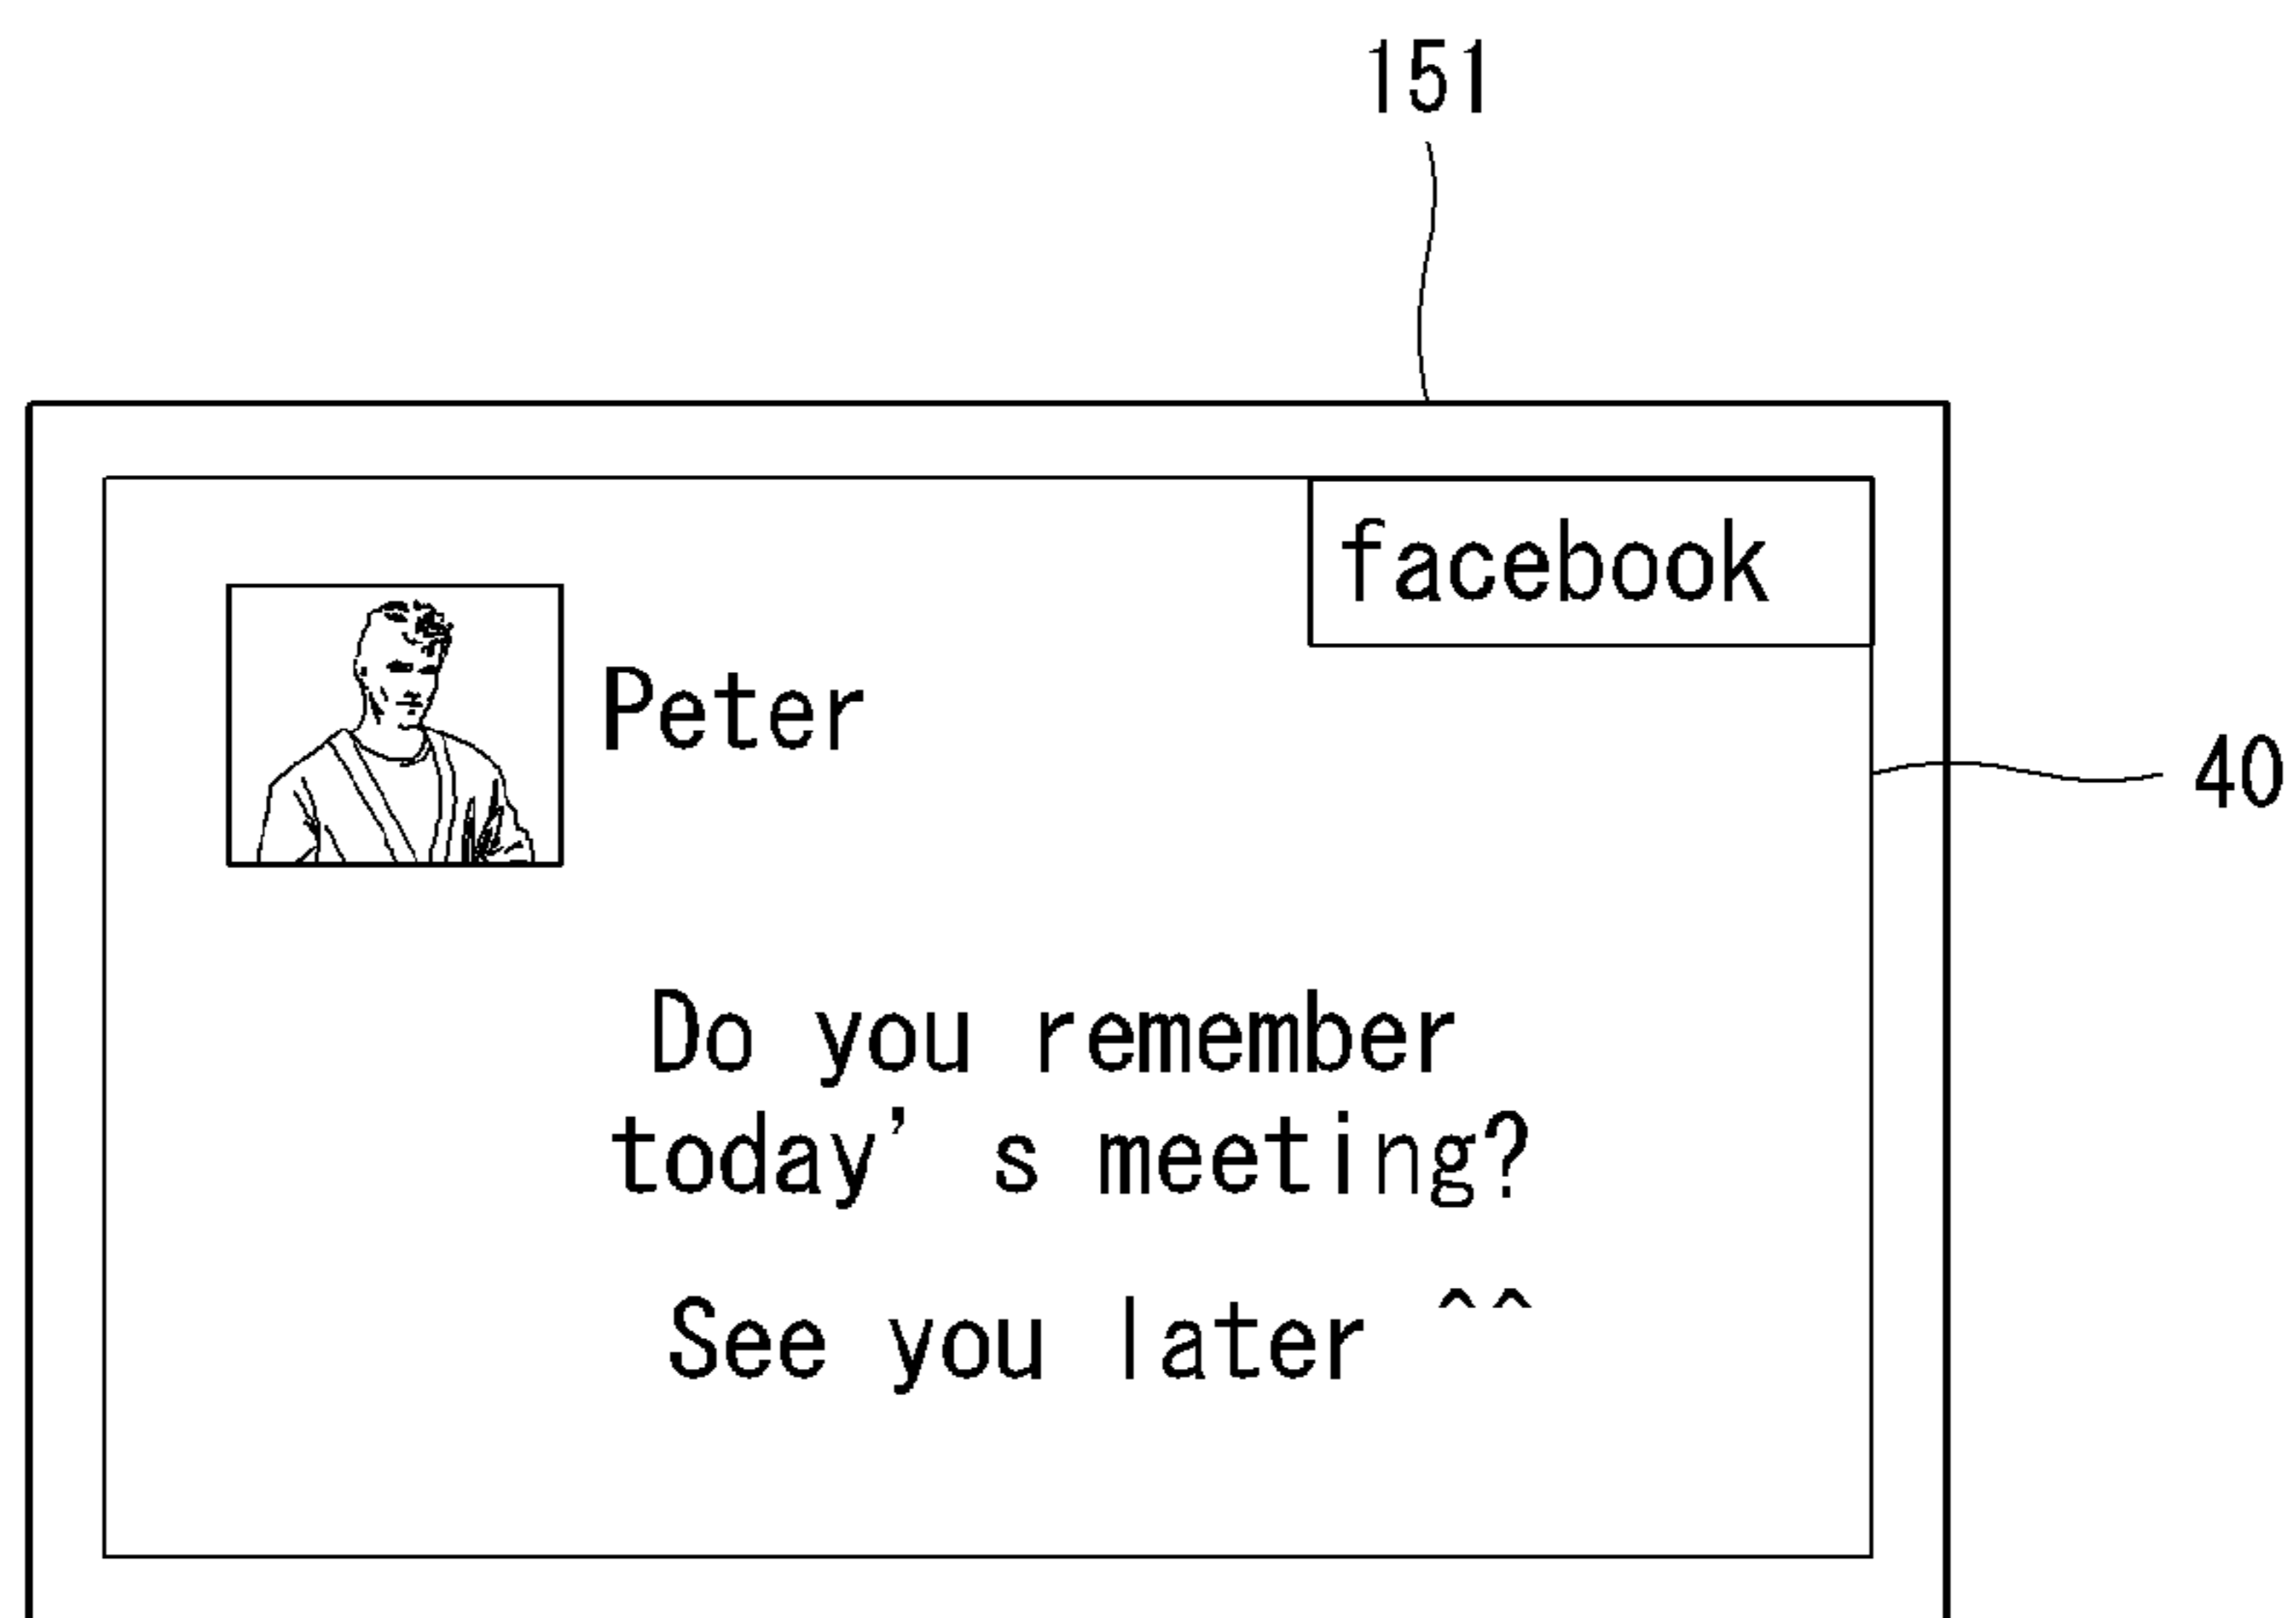 151
facebook
Peter
40
Do you remember
today's meeting?
See you later ^^